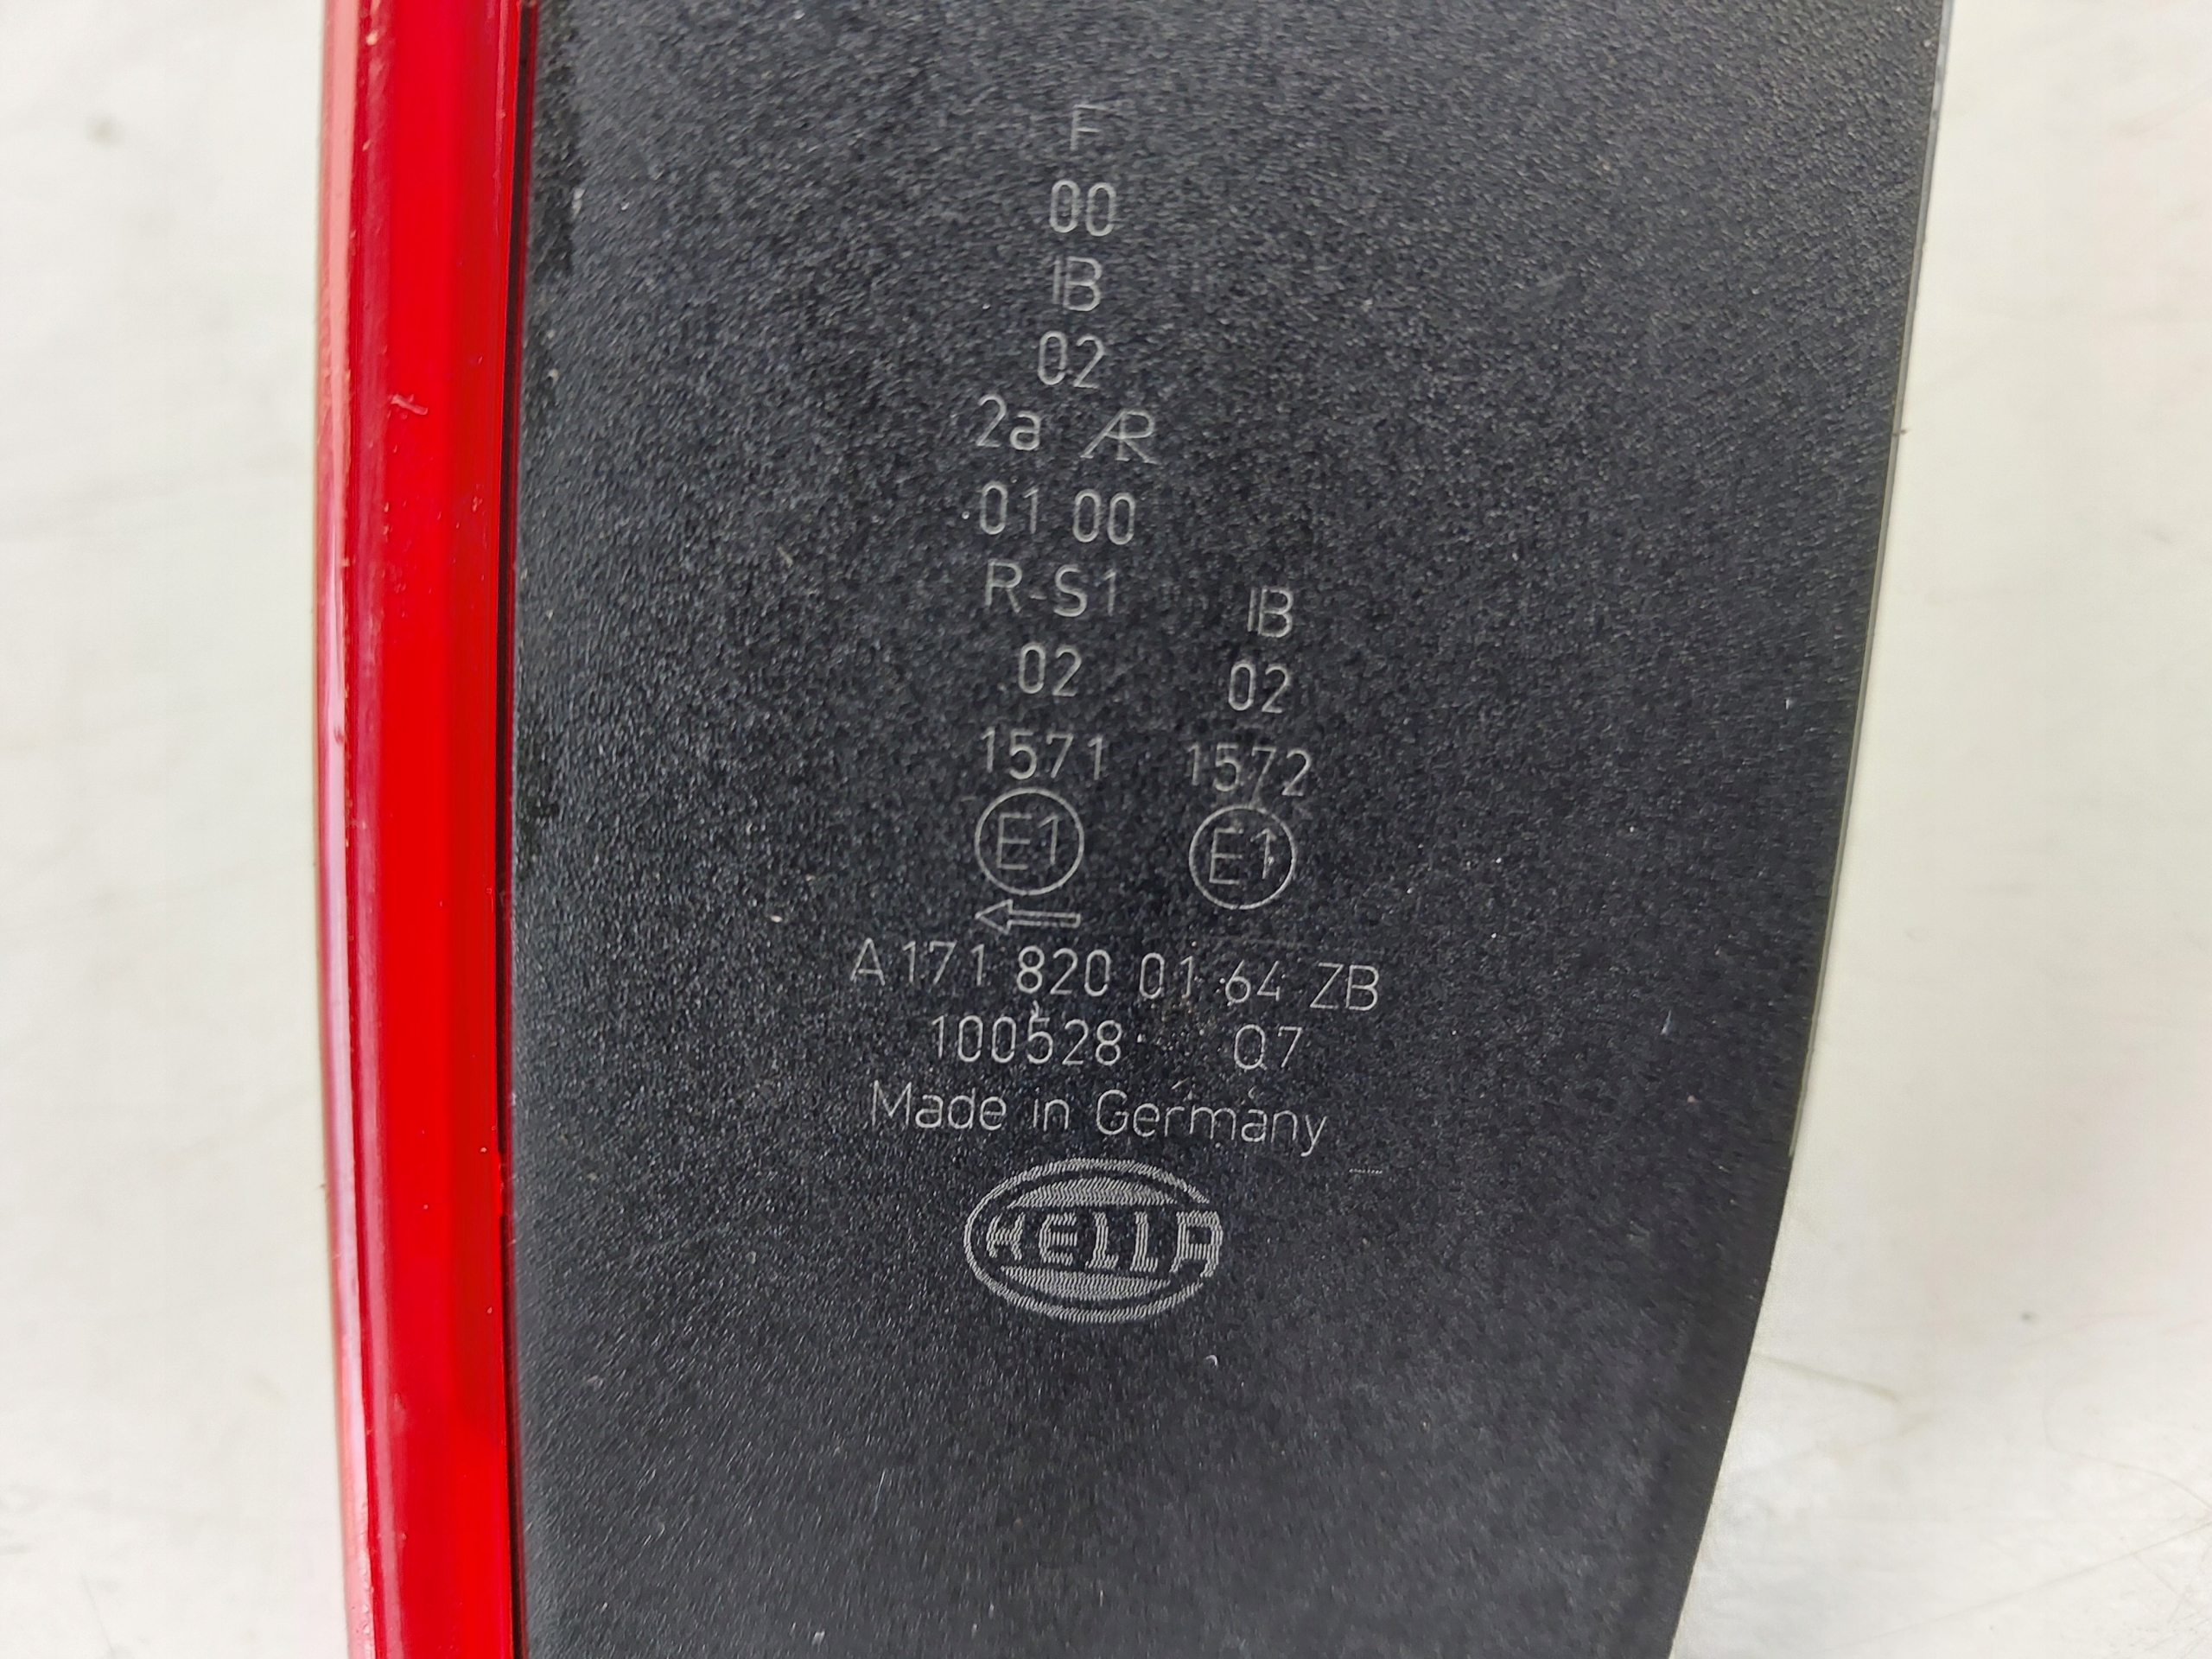 F
00
IB
02
2a AR
01 00
R-S1 IB
02 02
1571 1572
E1 E1
A 171 820 01 64 ZB
100528 Q7
Made in Germany
HELLA